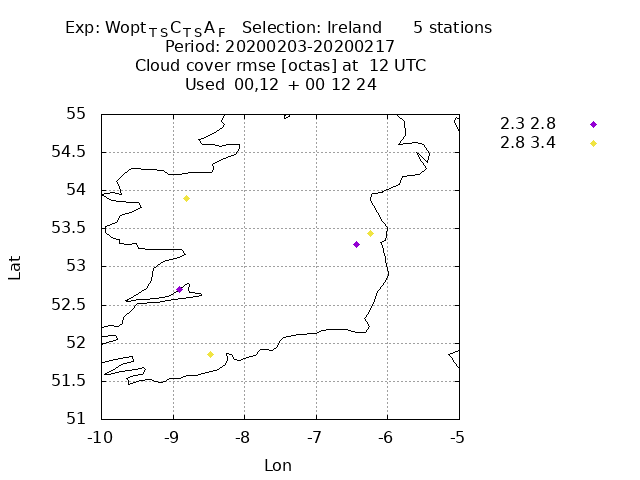 Exp: Wopt_TS C_TS A_F Selection: Ireland 5 stations
Period: 20200203-20200217
Cloud cover rmse [octas] at 12 UTC
Used 00,12 + 00 12 24
2.3 2.8
2.8 3.4
55
54.5
54
53.5
53
52.5
52
51.5
51
Lat
-10 -9 -8 -7 -6 -5
Lon